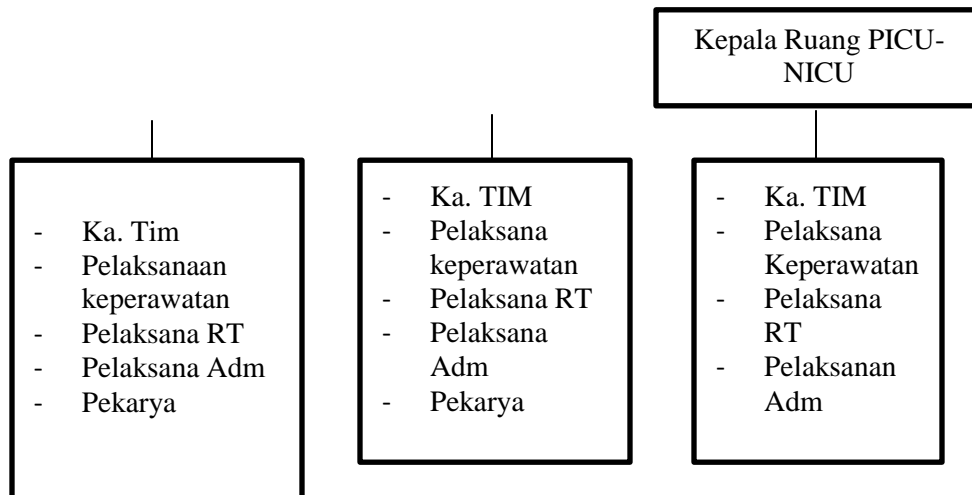 Kepala Ruang PICU-
NICU
- Ka. Tim
- Pelaksanaan
keperawatan
- Pelaksana RT
- Pelaksana Adm
- Pekarya
- Ka. TIM
- Pelaksana
keperawatan
- Pelaksana RT
- Pelaksana
Adm
- Pekarya
- Ka. TIM
- Pelaksana
Keperawatan
- Pelaksana
RT
- Pelaksanan
Adm